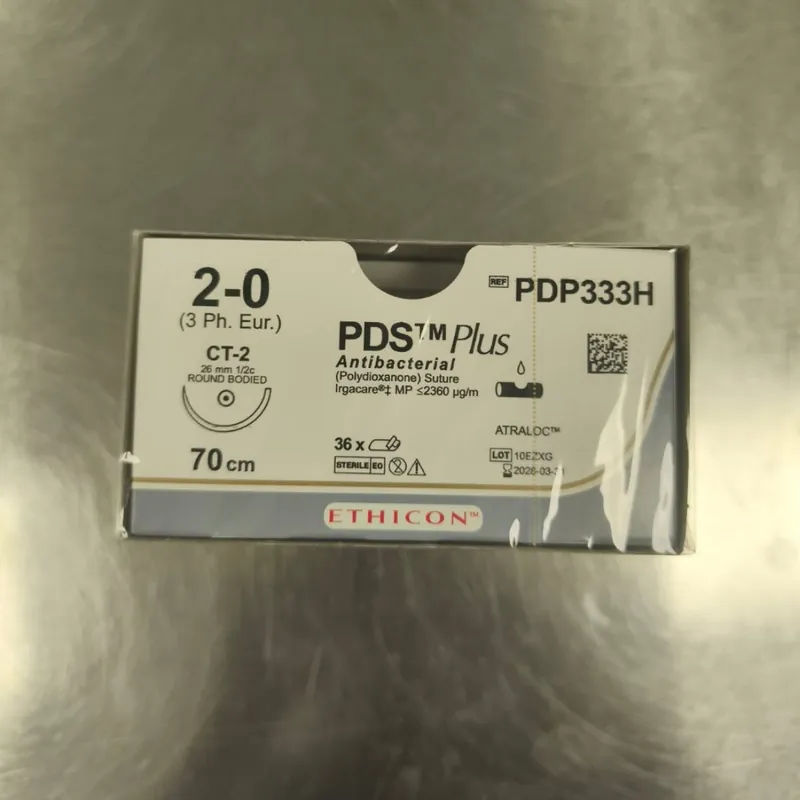 2-0
(3 Ph. Eur.)
CT-2
26 mm 1/2c
ROUND BODIED
70 cm
PDS™ Plus
Antibacterial
(Polydioxanone) Suture
Irgacare®‡ MP ≤2360 µg/m
36 x
STERILE EO
REF PDP333H
ATRALOC™
LOT 10EZXG
ETHICON™